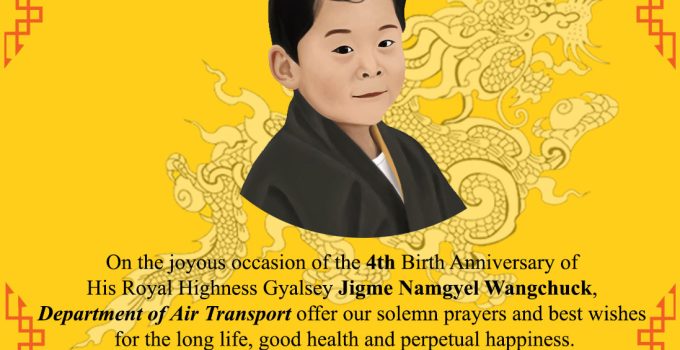 On the joyous occasion of the 4th Birth Anniversary of
His Royal Highness Gyalsey Jigme Namgyel Wangchuck,
Department of Air Transport offer our solemn prayers and best wishes
for the long life, good health and perpetual happiness.